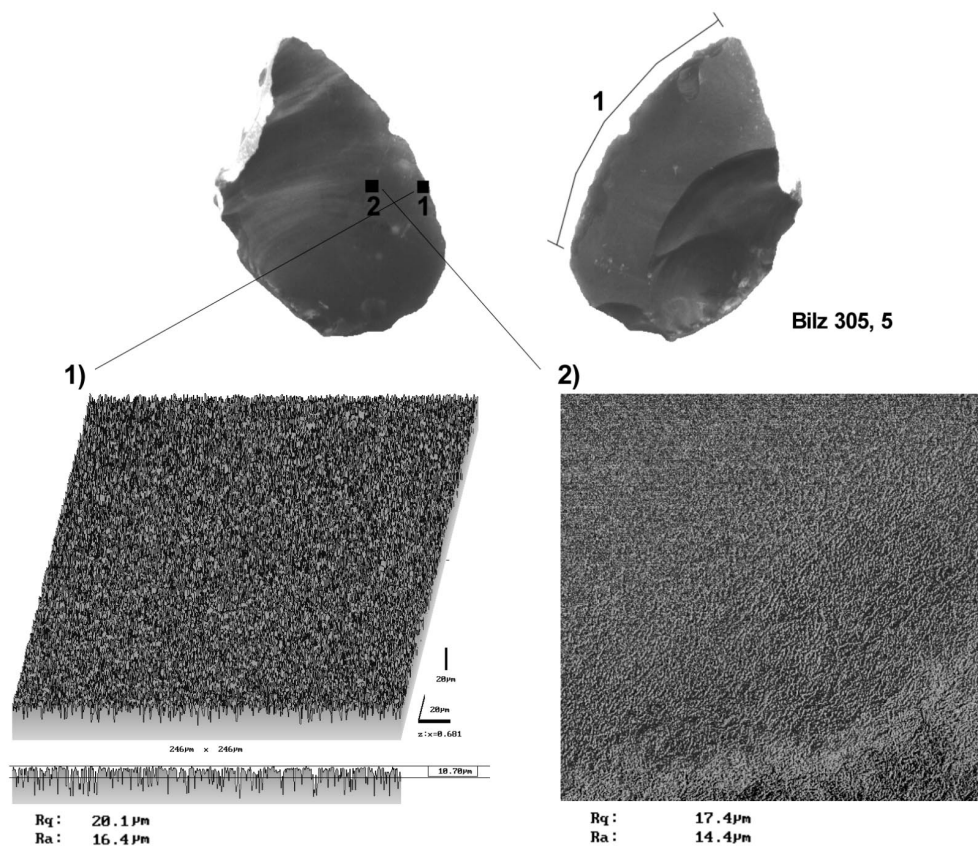 1
2
1
Bilz 305, 5
1)
2)
20µm
20µm
z:x=0.681
246µm × 246µm
10.70µm
Rq: 20.1µm
Ra: 16.4µm
Rq: 17.4µm
Ra: 14.4µm